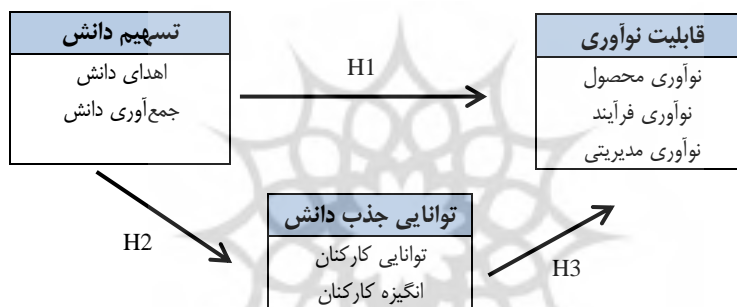 تسهیم دانش
اهدای دانش
جمع‌آوری دانش
H1
قابلیت نوآوری
نوآوری محصول
نوآوری فرآیند
نوآوری مدیریتی
H2
توانایی جذب دانش
توانایی کارکنان
انگیزه کارکنان
H3